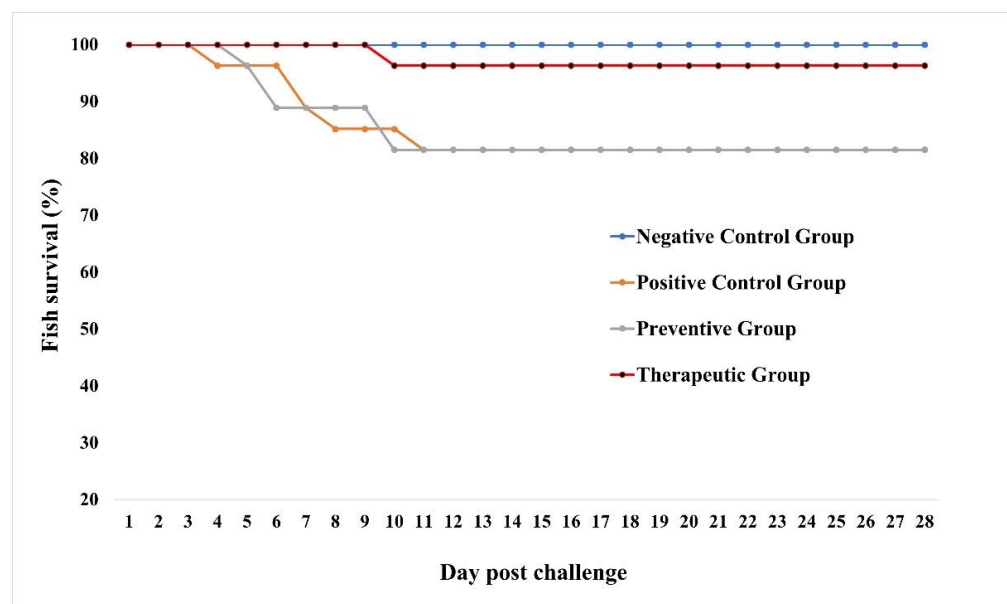 100
90
80
70
60
50
40
30
20
Fish survival (%)
Negative Control Group
Positive Control Group
Preventive Group
Therapeutic Group
1 2 3 4 5 6 7 8 9 10 11 12 13 14 15 16 17 18 19 20 21 22 23 24 25 26 27 28
Day post challenge